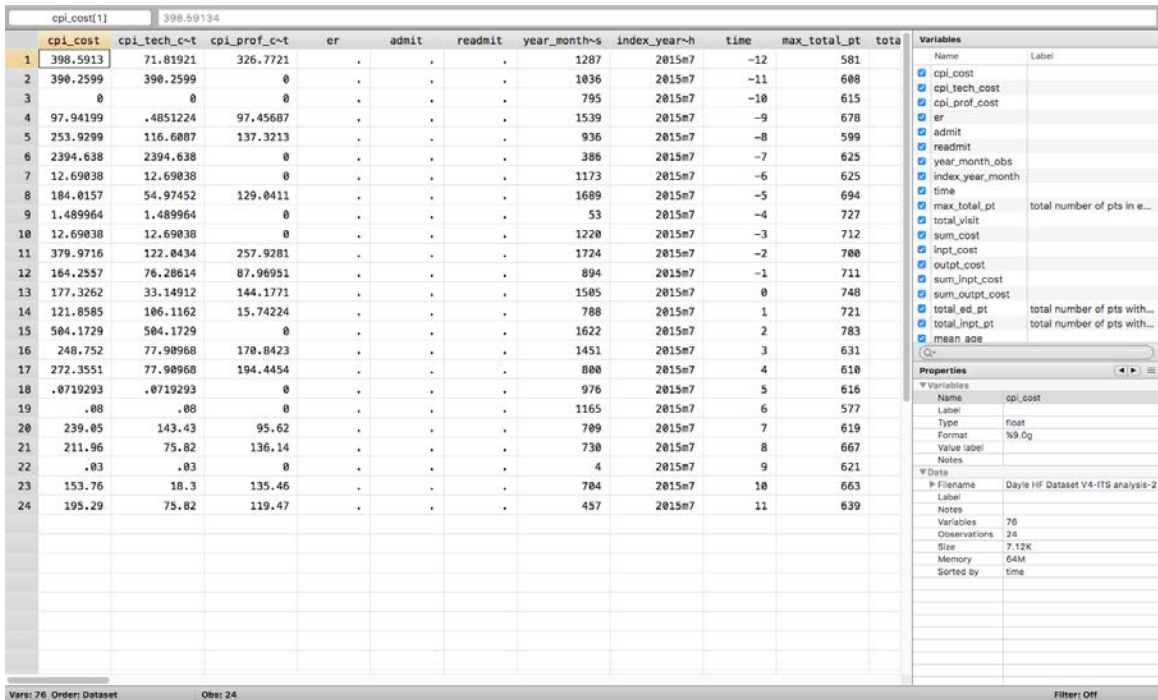 cpi_cost[1] 398.59134
cpi_cost cpi_tech_c~t cpi_prof_c~t er admit readmit year_month~s index_year~h time max_total_pt tota
1 398.5913 71.81921 326.7721 . . . 1287 2015m7 -12 581
2 390.2599 390.2599 0 . . . 1036 2015m7 -11 608
3 0 0 0 . . . 795 2015m7 -10 615
4 97.94199 .4851224 97.45687 . . . 1539 2015m7 -9 678
5 253.9299 116.6087 137.3213 . . . 936 2015m7 -8 599
6 2394.638 2394.638 0 . . . 386 2015m7 -7 625
7 12.69038 12.69038 0 . . . 1173 2015m7 -6 625
8 184.0157 54.97452 129.0411 . . . 1689 2015m7 -5 694
9 1.489964 1.489964 0 . . . 53 2015m7 -4 727
10 12.69038 12.69038 0 . . . 1220 2015m7 -3 712
11 379.9716 122.0434 257.9281 . . . 1724 2015m7 -2 700
12 164.2557 76.28614 87.96951 . . . 894 2015m7 -1 711
13 177.3262 33.14912 144.1771 . . . 1505 2015m7 0 748
14 121.8585 106.1162 15.74224 . . . 788 2015m7 1 721
15 504.1729 504.1729 0 . . . 1622 2015m7 2 783
16 248.752 77.90968 170.8423 . . . 1451 2015m7 3 631
17 272.3551 77.90968 194.4454 . . . 800 2015m7 4 610
18 .0719293 .0719293 0 . . . 976 2015m7 5 616
19 .08 .08 0 . . . 1165 2015m7 6 577
20 239.05 143.43 95.62 . . . 709 2015m7 7 619
21 211.96 75.82 136.14 . . . 730 2015m7 8 667
22 .03 .03 0 . . . 4 2015m7 9 621
23 153.76 18.3 135.46 . . . 704 2015m7 10 663
24 195.29 75.82 119.47 . . . 457 2015m7 11 639
Variables
Name Label
cpi_cost
cpi_tech_cost
cpi_prof_cost
er
admit
readmit
year_month_obs
index_year_month
time
max_total_pt total number of pts in e...
total_visit
sum_cost
inpt_cost
outpt_cost
sum_inpt_cost
sum_outpt_cost
total_ed_pt total number of pts with...
total_inpt_pt total number of pts with...
mean_age
Properties
Variables
Name cpi_cost
Label
Type float
Format %9.0g
Value label
Notes
Data
Filename Dayle HF Dataset V4-ITS analysis-2
Label
Notes
Variables 76
Observations 24
Size 7.12K
Memory 64M
Sorted by time
Vars: 76 Order: Dataset Obs: 24 Filter: Off